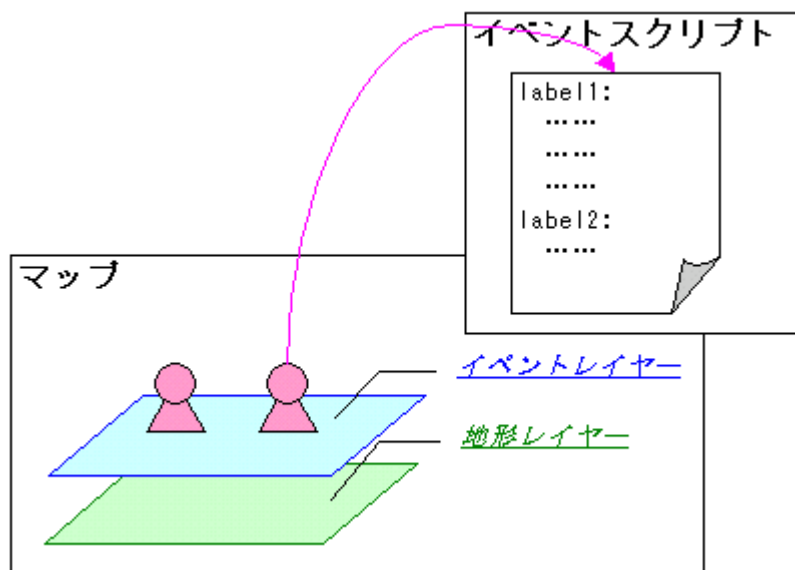 イベントスクリプト
label1:
……
……
……
label2:
……
マップ
イベントレイヤー
地形レイヤー